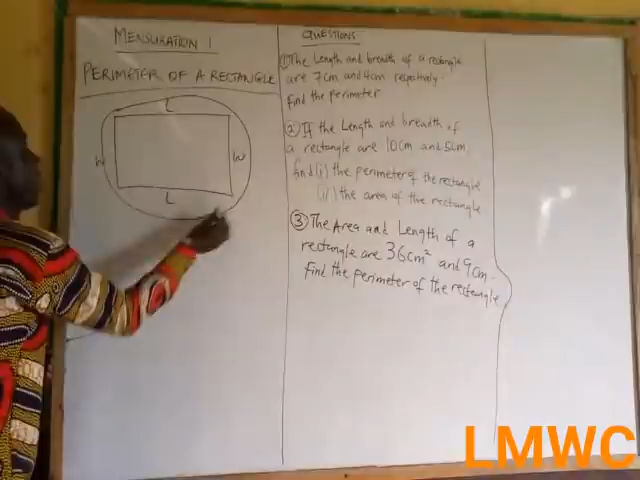 MENSURATION 1
PERIMETER OF A RECTANGLE
L
W
W
L
QUESTIONS
① The Length and breadth of a rectangle
are 7cm and 4cm respectively.
Find the perimeter
② If the Length and breadth of
a rectangle are 10cm and 5cm.
find (i) the perimeter of the rectangle
(ii) the area of the rectangle
③ The Area and Length of a
rectangle are 36cm² and 9cm.
Find the perimeter of the rectangle
LMWC